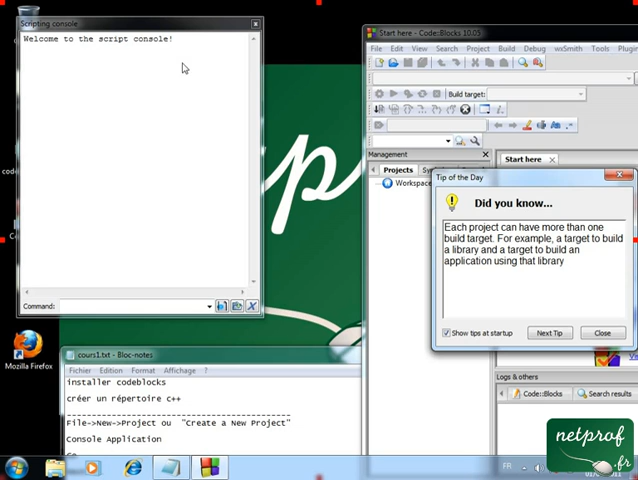 Scripting console
Welcome to the script console!
Command:
Start here - Code::Blocks 10.05
File Edit View Search Project Build Debug wxSmith Tools
Build target:
Management
Projects
Workspace
Start here
Tip of the Day
Did you know...
Each project can have more than one
build target. For example, a target to build
a library and a target to build an
application using that library
Show tips at startup
Next Tip
Close
Logs & others
Code::Blocks
Search results
Mozilla Firefox
cours1.txt - Bloc-notes
Fichier Edition Format Affichage ?
installer codeblocks
créer un répertoire c++
File->New->Project ou "Create a New Project"
Console Application
FR
netprof
.fr